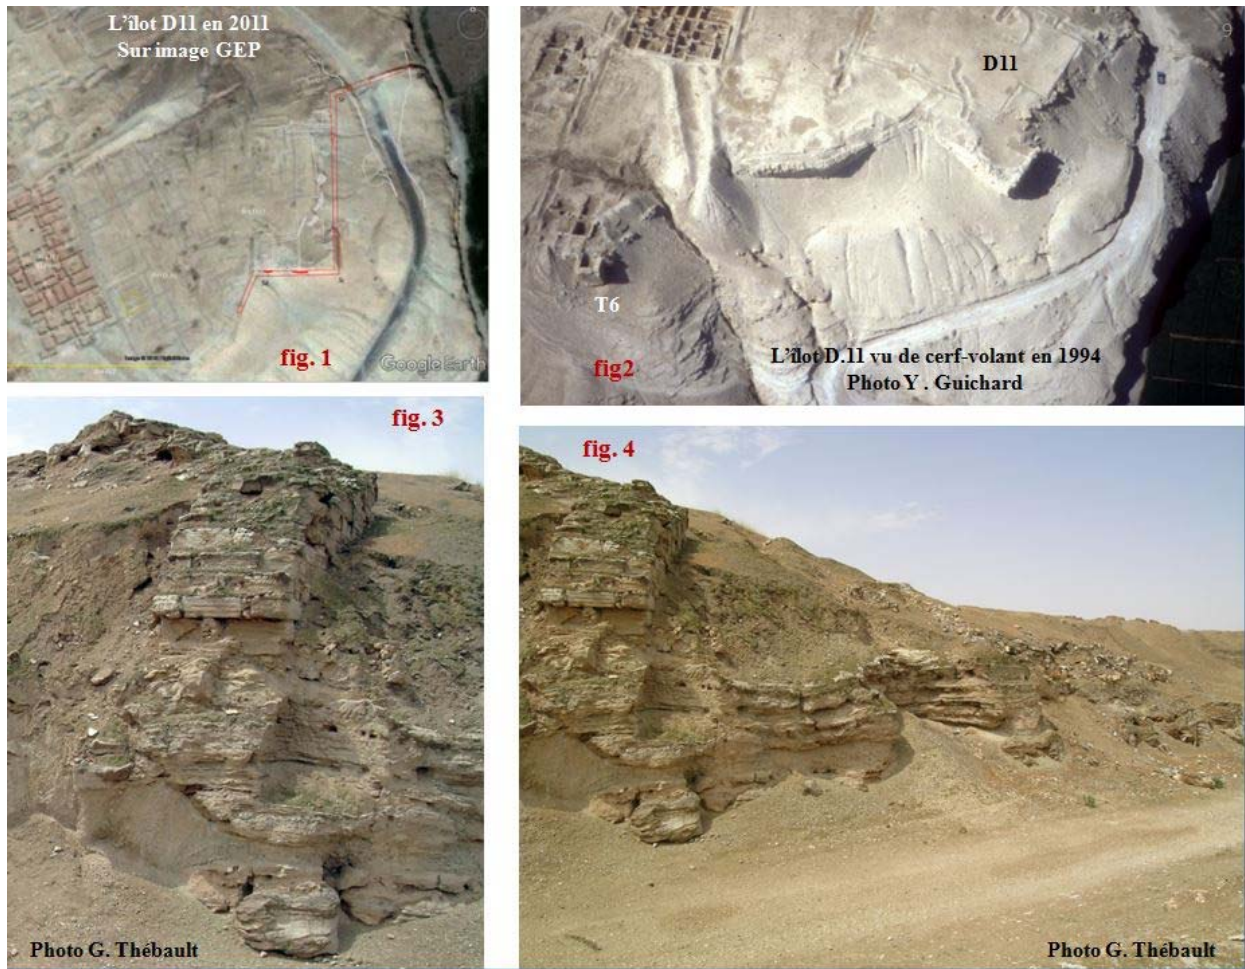 L'îlot D11 en 2011
Sur image GEP
fig. 1
Google Earth
D11
T6
fig2
L'îlot D.11 vu de cerf-volant en 1994
Photo Y . Guichard
fig. 3
Photo G. Thébault
fig. 4
Photo G. Thébault